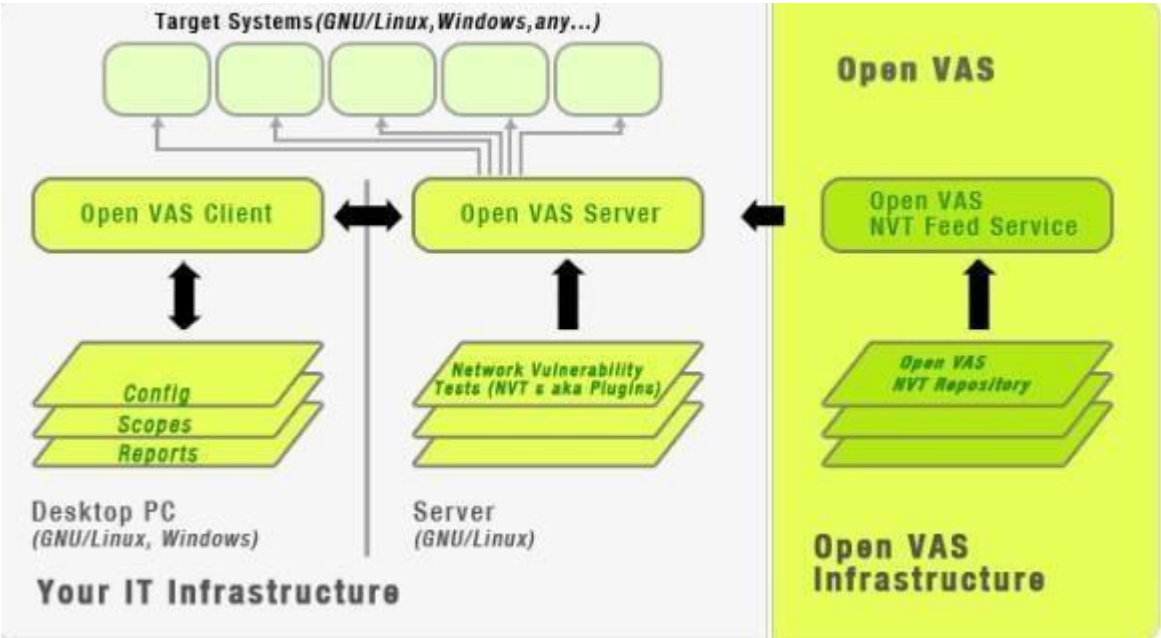 Target Systems(GNU/Linux,Windows,any...)
Open VAS
Open VAS Client
Open VAS Server
Open VAS
NVT Feed Service
Config
Scopes
Reports
Network Vulnerability
Tests (NVT s aka Plugins)
Open VAS
NVT Repository
Desktop PC
(GNU/Linux, Windows)
Server
(GNU/Linux)
Your IT Infrastructure
Open VAS
Infrastructure